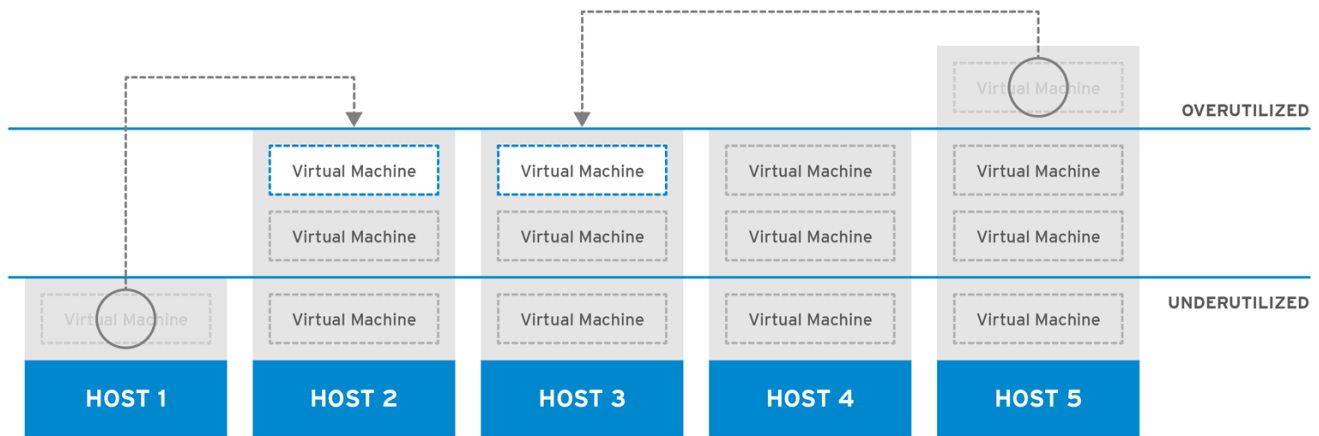 Virtual Machine
OVERUTILIZED
Virtual Machine Virtual Machine Virtual Machine Virtual Machine
Virtual Machine Virtual Machine Virtual Machine Virtual Machine
UNDERUTILIZED
Virtual Machine Virtual Machine Virtual Machine Virtual Machine Virtual Machine
HOST 1 HOST 2 HOST 3 HOST 4 HOST 5